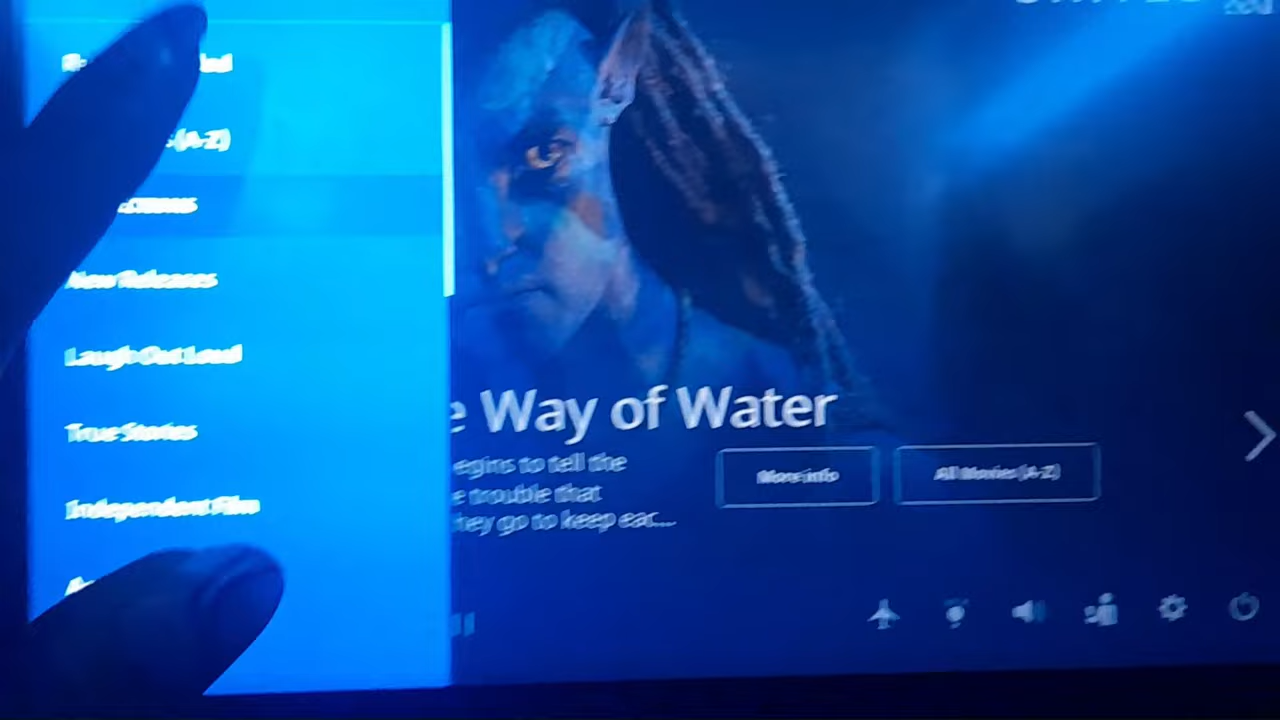 (A-Z)
New Releases
Laugh Out Loud
True Stories
Independent Film
Way of Water
egins to tell the
e trouble that
hey go to keep eac...
More info
All Movies (A-Z)